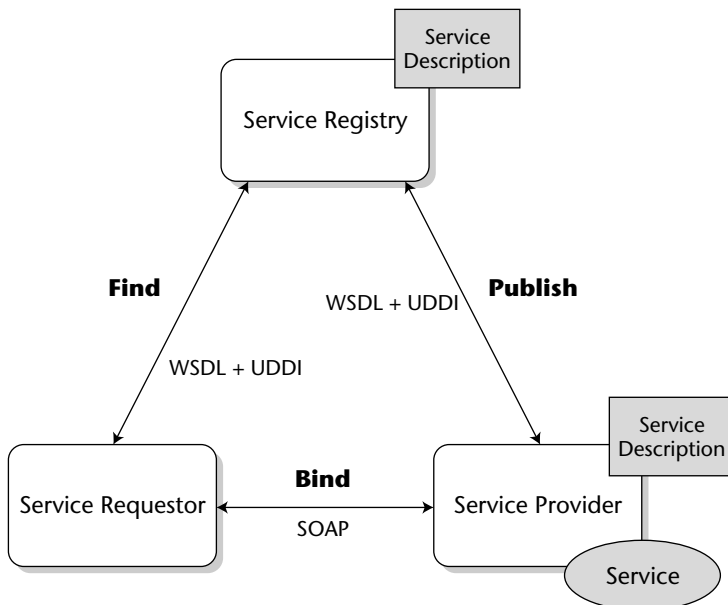 Service
Description
Service Registry
Find
Publish
WSDL + UDDI
WSDL + UDDI
Service
Description
Service Requestor
Bind
SOAP
Service Provider
Service